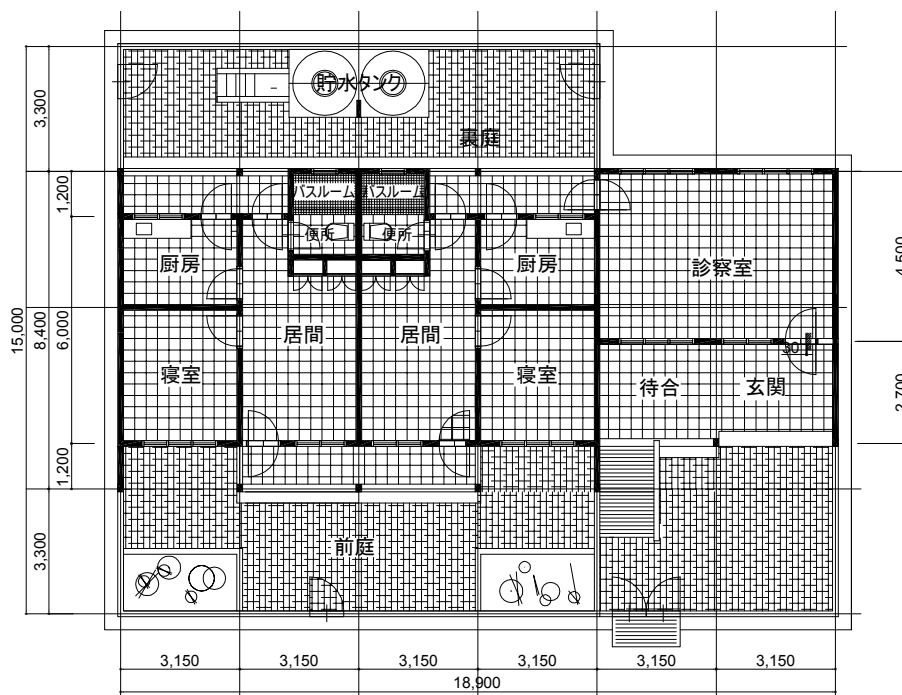 貯水タンク
裏庭
3,300
バスルーム バスルーム
1,200
便所 便所
厨房 厨房
診察室
4,500
15,000 8,400 6,000
居間 居間
30
寝室 寝室
待合 玄関
2,700
1,200
前庭
3,300
3,150 3,150 3,150 3,150 3,150 3,150
18,900